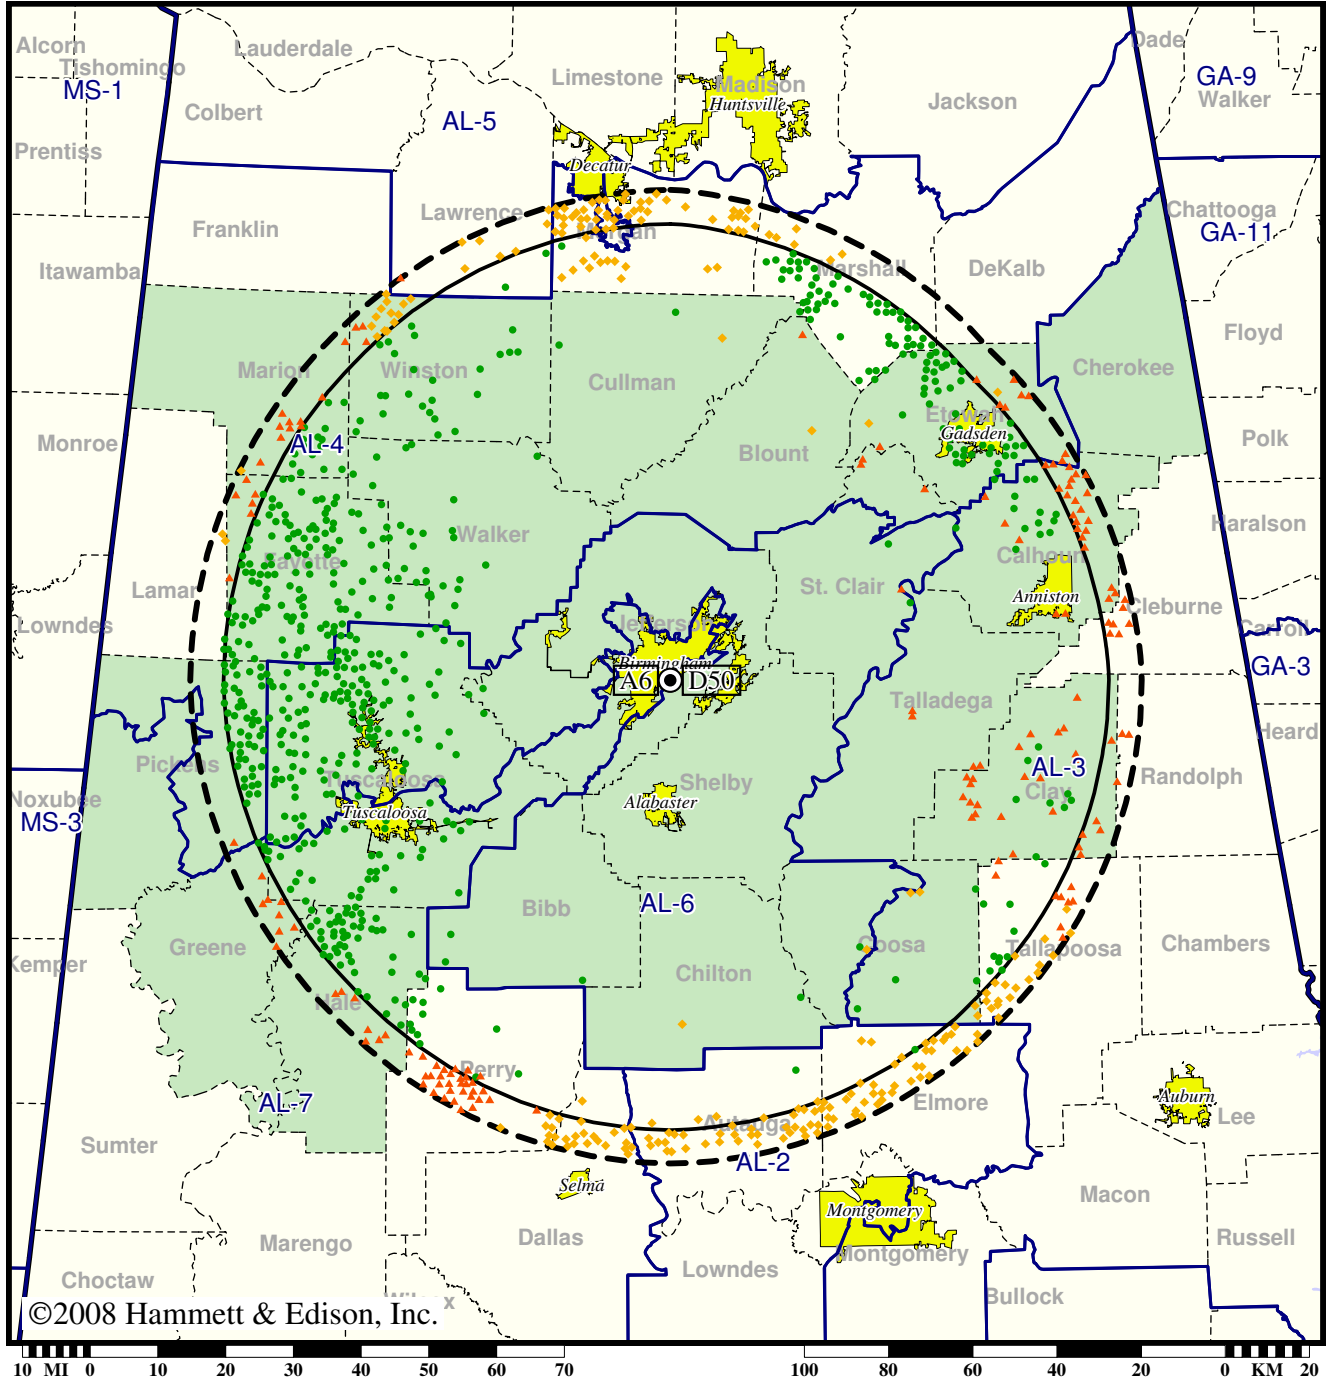 Alcorn
Tishomingo
MS-1
Prentiss
Lauderdale
Colbert
AL-5
Limestone
Madison
Huntsville
Decatur
Jackson
Dade
GA-9
Walker
Chattooga
GA-11
Franklin
Lawrence
Morgan
Itawamba
Marshall
DeKalb
Floyd
Marion
Winston
Cullman
Cherokee
Monroe
AL-4
Blount
Etowah
Gadsden
Polk
Fayette
Walker
Haralson
Lamar
St. Clair
Calhoun
Anniston
Cleburne
Lowndes
Jefferson
Birmingham
A6
D50
Carroll
GA-3
Talladega
Heard
Pickens
Tuscaloosa
Tuscaloosa
Shelby
Alabaster
AL-3
Clay
Randolph
Noxubee
MS-3
Bibb
AL-6
Greene
Coosa
Tallapoosa
Chambers
Kemper
Chilton
Hale
Perry
AL-7
Autauga
Elmore
Auburn
Lee
Sumter
AL-2
Selma
Macon
Montgomery
Marengo
Dallas
Montgomery
Russell
Lowndes
Choctaw
Wilcox
Bullock
©2008 Hammett & Edison, Inc.
10 MI 0 10 20 30 40 50 60 70 100 80 60 40 20 0 KM 20